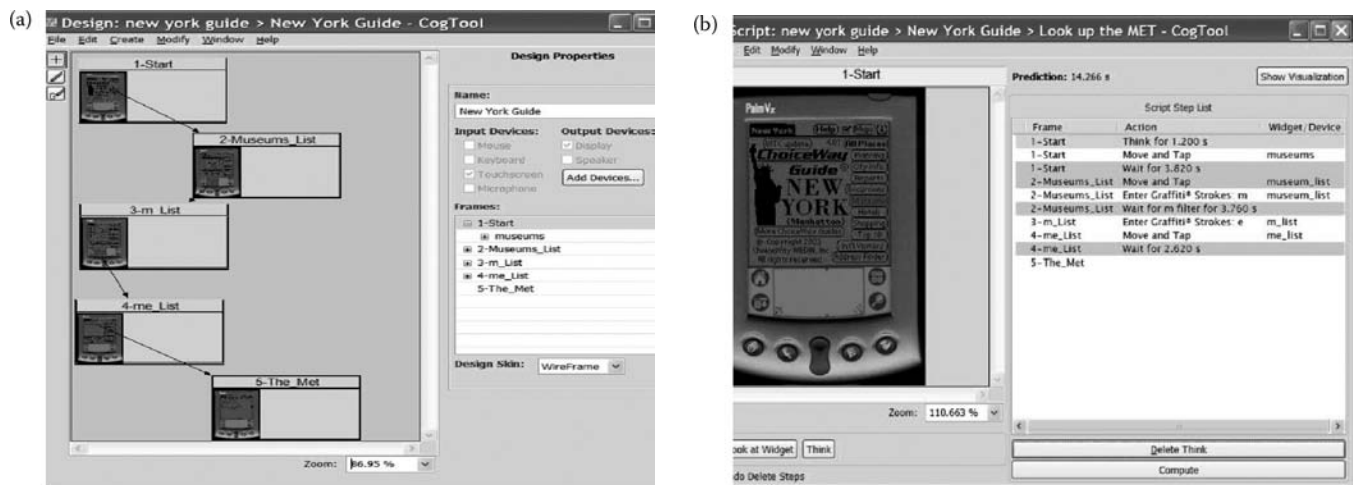 (a)
Design: new york guide > New York Guide - CogTool
File Edit Create Modify Window Help
1-Start
2-Museums_List
3-m_List
4-me_List
5-The_Met
Zoom: 86.95 %
Design Properties
Name:
New York Guide
Input Devices: Output Devices:
Mouse Display
Keyboard Speaker
Touchscreen Add Devices...
Microphone
Frames:
1-Start
museums
2-Museums_List
3-m_List
4-me_List
5-The_Met
Design Skin: WireFrame
(b)
Script: new york guide > New York Guide > Look up the MET - CogTool
Edit Modify Window Help
1-Start
PalmVx
New York
ChoiceWay
Guide
NEW
YORK
(Manhattan)
Zoom: 110.663 %
ook at Widget Think
do Delete Steps
Prediction: 14.266 s Show Visualization
Script Step List
Frame Action Widget/Device
1-Start Think for 1.200 s
1-Start Move and Tap museums
1-Start Wait for 3.820 s
2-Museums_List Move and Tap museum_list
2-Museums_List Enter Graffiti® Strokes: m museum_list
2-Museums_List Wait for m filter for 3.760 s
3-m_List Enter Graffiti® Strokes: e m_list
4-me_List Move and Tap me_list
4-me_List Wait for 2.620 s
5-The_Met
Delete Think
Compute